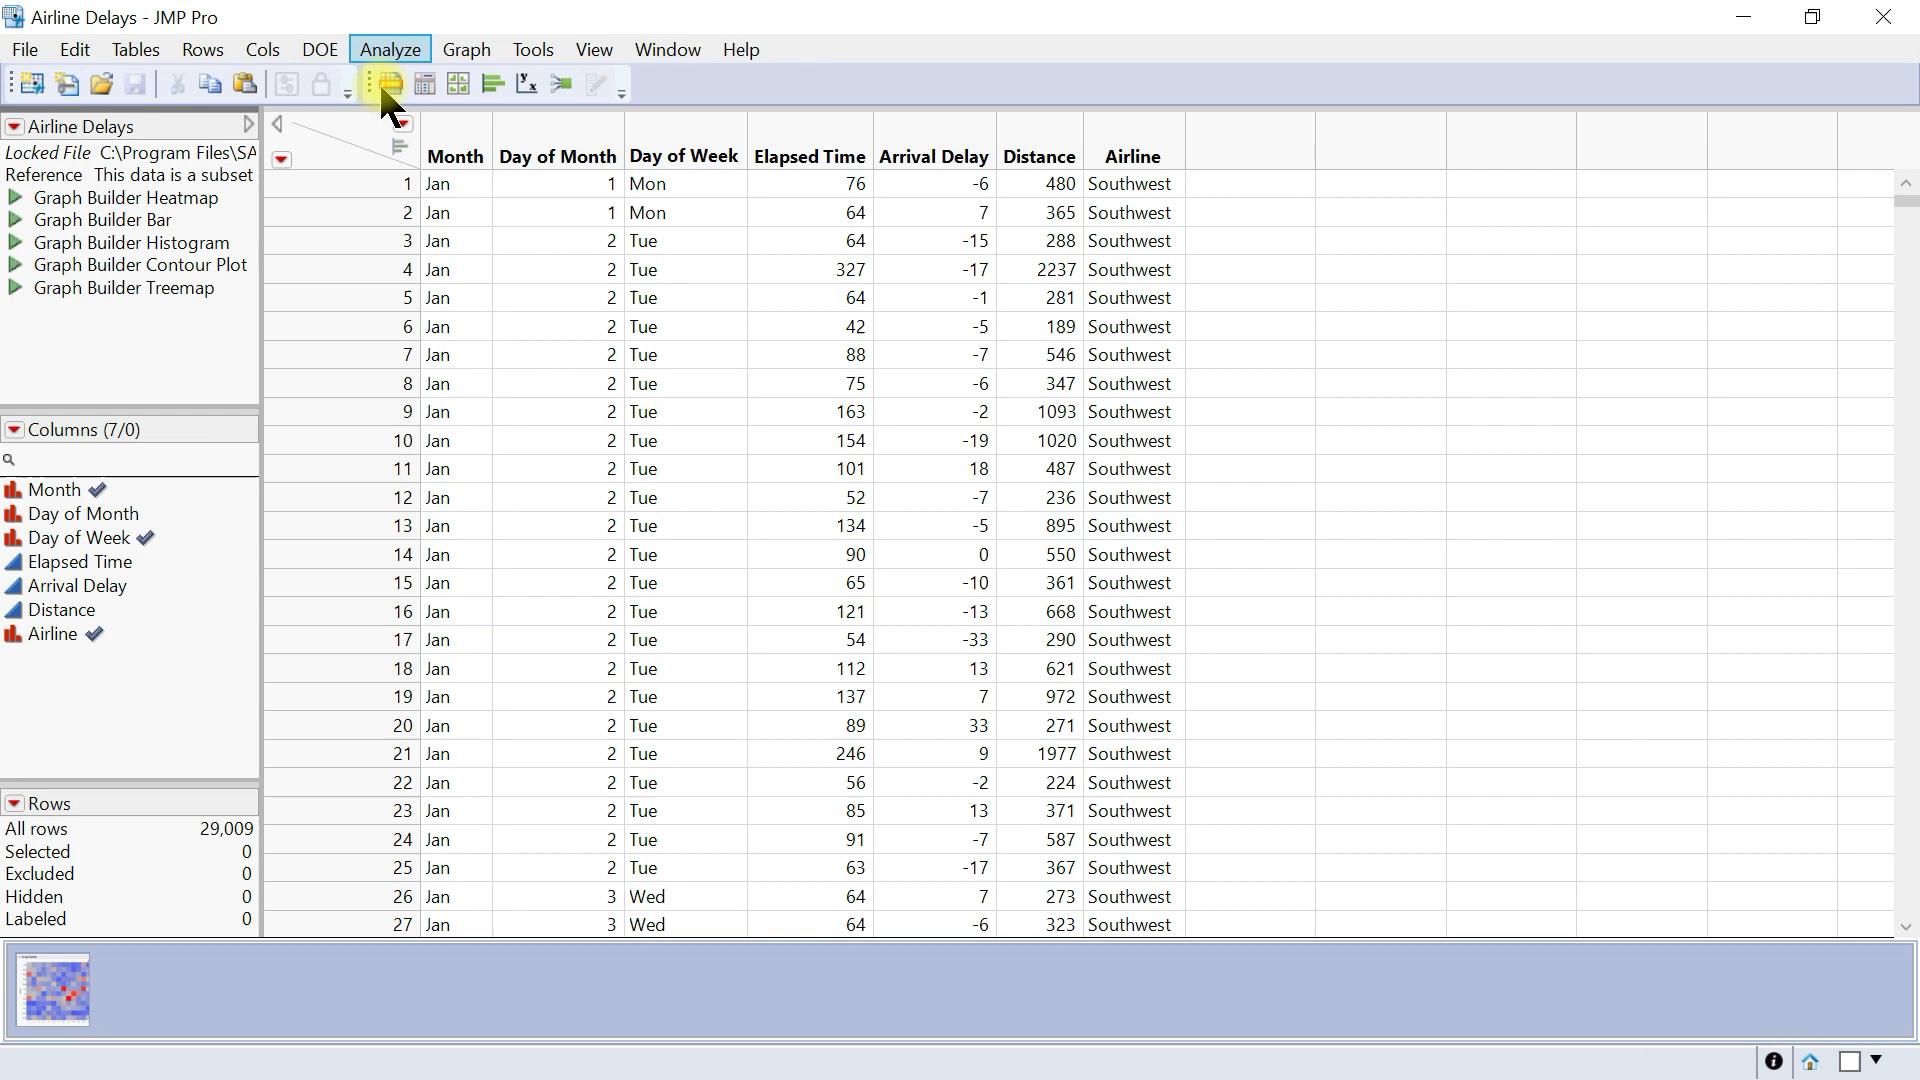 Airline Delays - JMP Pro
File Edit Tables Rows Cols DOE Analyze Graph Tools View Window Help
Airline Delays
Locked File C:\Program Files\SA
Reference This data is a subset
Graph Builder Heatmap
Graph Builder Bar
Graph Builder Histogram
Graph Builder Contour Plot
Graph Builder Treemap
Columns (7/0)
Month
Day of Month
Day of Week
Elapsed Time
Arrival Delay
Distance
Airline
Rows
All rows 29,009
Selected 0
Excluded 0
Hidden 0
Labeled 0
Month Day of Month Day of Week Elapsed Time Arrival Delay Distance Airline
1 Jan 1 Mon 76 -6 480 Southwest
2 Jan 1 Mon 64 7 365 Southwest
3 Jan 2 Tue 64 -15 288 Southwest
4 Jan 2 Tue 327 -17 2237 Southwest
5 Jan 2 Tue 64 -1 281 Southwest
6 Jan 2 Tue 42 -5 189 Southwest
7 Jan 2 Tue 88 -7 546 Southwest
8 Jan 2 Tue 75 -6 347 Southwest
9 Jan 2 Tue 163 -2 1093 Southwest
10 Jan 2 Tue 154 -19 1020 Southwest
11 Jan 2 Tue 101 18 487 Southwest
12 Jan 2 Tue 52 -7 236 Southwest
13 Jan 2 Tue 134 -5 895 Southwest
14 Jan 2 Tue 90 0 550 Southwest
15 Jan 2 Tue 65 -10 361 Southwest
16 Jan 2 Tue 121 -13 668 Southwest
17 Jan 2 Tue 54 -33 290 Southwest
18 Jan 2 Tue 112 13 621 Southwest
19 Jan 2 Tue 137 7 972 Southwest
20 Jan 2 Tue 89 33 271 Southwest
21 Jan 2 Tue 246 9 1977 Southwest
22 Jan 2 Tue 56 -2 224 Southwest
23 Jan 2 Tue 85 13 371 Southwest
24 Jan 2 Tue 91 -7 587 Southwest
25 Jan 2 Tue 63 -17 367 Southwest
26 Jan 3 Wed 64 7 273 Southwest
27 Jan 3 Wed 64 -6 323 Southwest